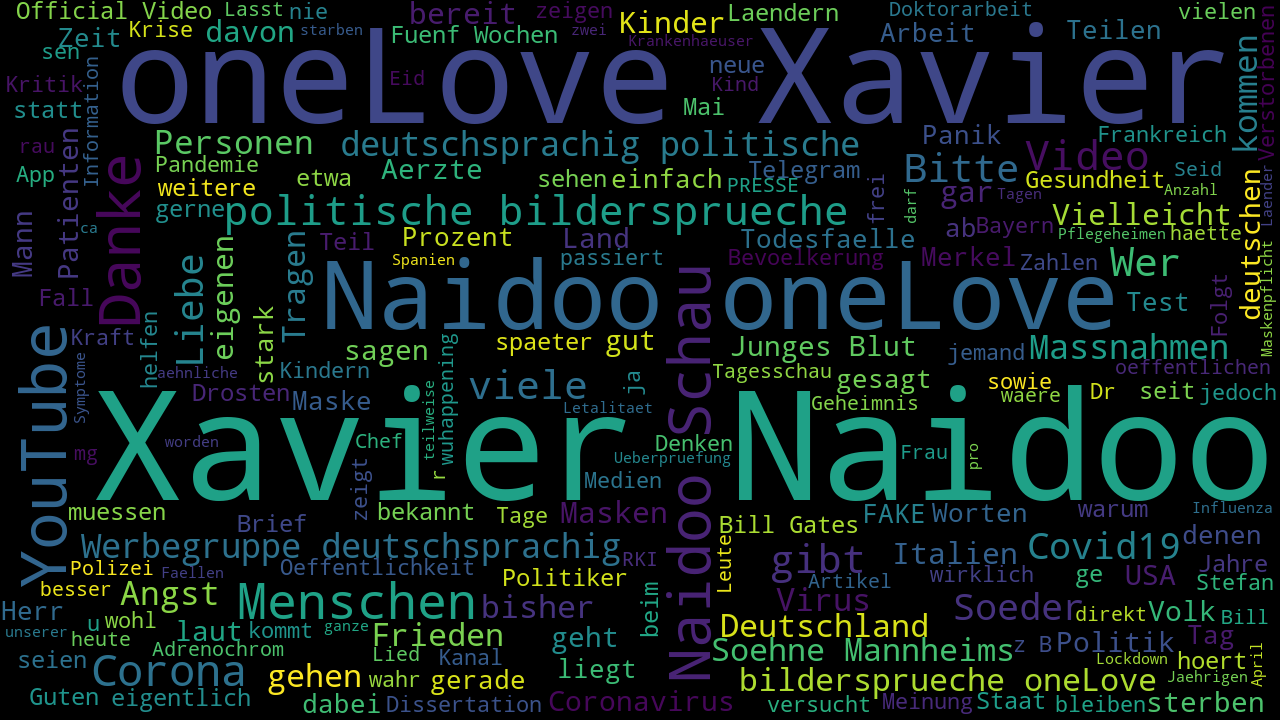 Official Video Lasst nie bereit zeigen Kinder Laendern Doktorarbeit vielen
Krise davon starben Fuenf Wochen zwei Krankenhaeuser Arbeit Teilen
Zeit
sen
oneLove Xavier
Kritik Eid neue Kind kommen Verstorbenen
statt Information Mai
rau Personen deutschsprachig politische Panik Frankreich
App Patienten Pandemie etwa Aerzte sehen einfach PRESSE Telegram Bitte Video Seid
weitere gar Tagen Gesundheit Anzahl Laender
Danke gerne politische bildersprueche frei darf ab Bayern Vielleicht
Mann ca Teil Prozent Land Todesfaelle Pflegeheimen haette deutschen
Spanien passiert Bevoelkerung Merkel Zahlen Wer
Fall Liebe eigenen Tragen Naidoo oneLove Test Folgt Maskenpflicht
Kraft helfen stark spaeter gut Junges Blut jemand Massnahmen
YouTube Symptome aehnliche Kindern sagen Naidoo Schau Tagesschau gesagt oeffentlichen
Drosten Maske viele ja Geheimnis sowie waere Dr seit jedoch
teilweise wuhappening Letalitaet
Xavier Naidoo
mg worden Chef Denken Frau pro
zeigt r Ueberpruefung Medien
muessen Brief bekannt Tage Masken Bill Gates FAKE Worten warum Influenza
Werbegruppe deutschsprachig RKI Leuten gibt Italien Covid19 denen
Polizei Faellen Oeffentlichkeit Politiker Artikel wirklich ge USA Jahre
besser Angst Menschen bisher beim Virus Soeder direkt Stefan
Herr u wohl Volk Bill
unserer heute laut kommt ganze Frieden geht Deutschland Z B Politik Tag
seien Adrenochrom Lied Kanal liegt Soehne Mannheims Lockdown hoert April
Corona gehen wahr gerade bildersprueche oneLove Jaehrigen
Guten eigentlich dabei Dissertation Coronavirus versucht Meinung Staat bleiben sterben